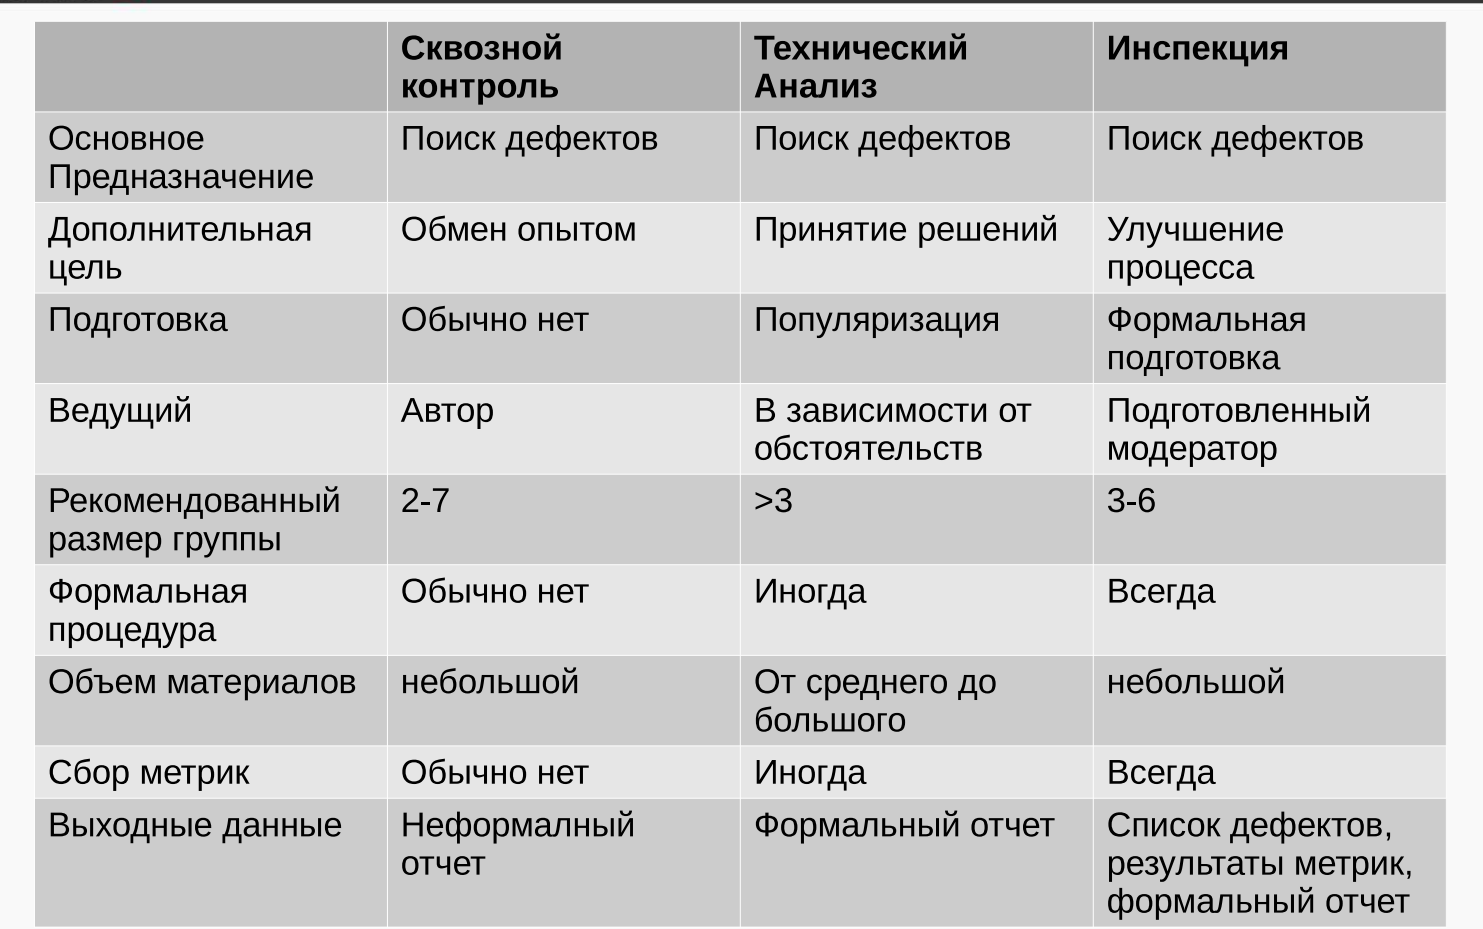 Сквозной
контроль
Технический
Анализ
Инспекция
Основное
Предназначение
Поиск дефектов
Поиск дефектов
Поиск дефектов
Дополнительная
цель
Обмен опытом
Принятие решений
Улучшение
процесса
Подготовка
Обычно нет
Популяризация
Формальная
подготовка
Ведущий
Автор
В зависимости от
обстоятельств
Подготовленный
модератор
Рекомендованный
размер группы
2-7
>3
3-6
Формальная
процедура
Обычно нет
Иногда
Всегда
Объем материалов
небольшой
От среднего до
большого
небольшой
Сбор метрик
Обычно нет
Иногда
Всегда
Выходные данные
Неформалный
отчет
Формальный отчет
Список дефектов,
результаты метрик,
формальный отчет